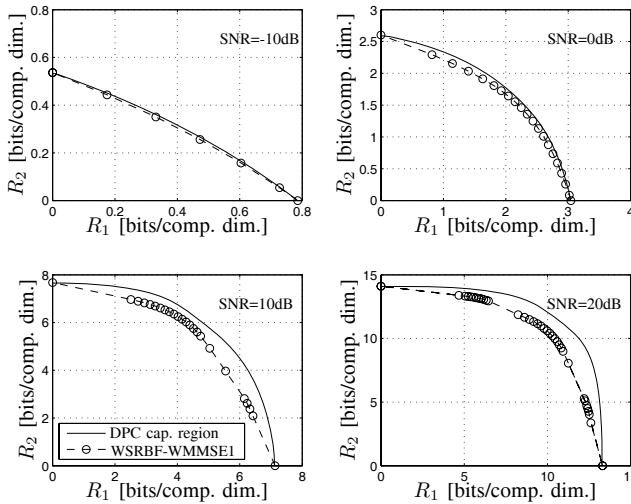 0.8
0.6
0.4
0.2
0
0 0.2 0.4 0.6 0.8
SNR=-10dB
R₂ [bits/comp. dim.]
R₁ [bits/comp. dim.]
3
2.5
2
1.5
1
0.5
0
0 1 2 3 4
SNR=0dB
R₂ [bits/comp. dim.]
R₁ [bits/comp. dim.]
8
6
4
2
0
0 2 4 6 8
SNR=10dB
DPC cap. region
WSRBF-WMMSE1
R₂ [bits/comp. dim.]
R₁ [bits/comp. dim.]
15
10
5
0
0 5 10 1
SNR=20dB
R₂ [bits/comp. dim.]
R₁ [bits/comp. dim.]